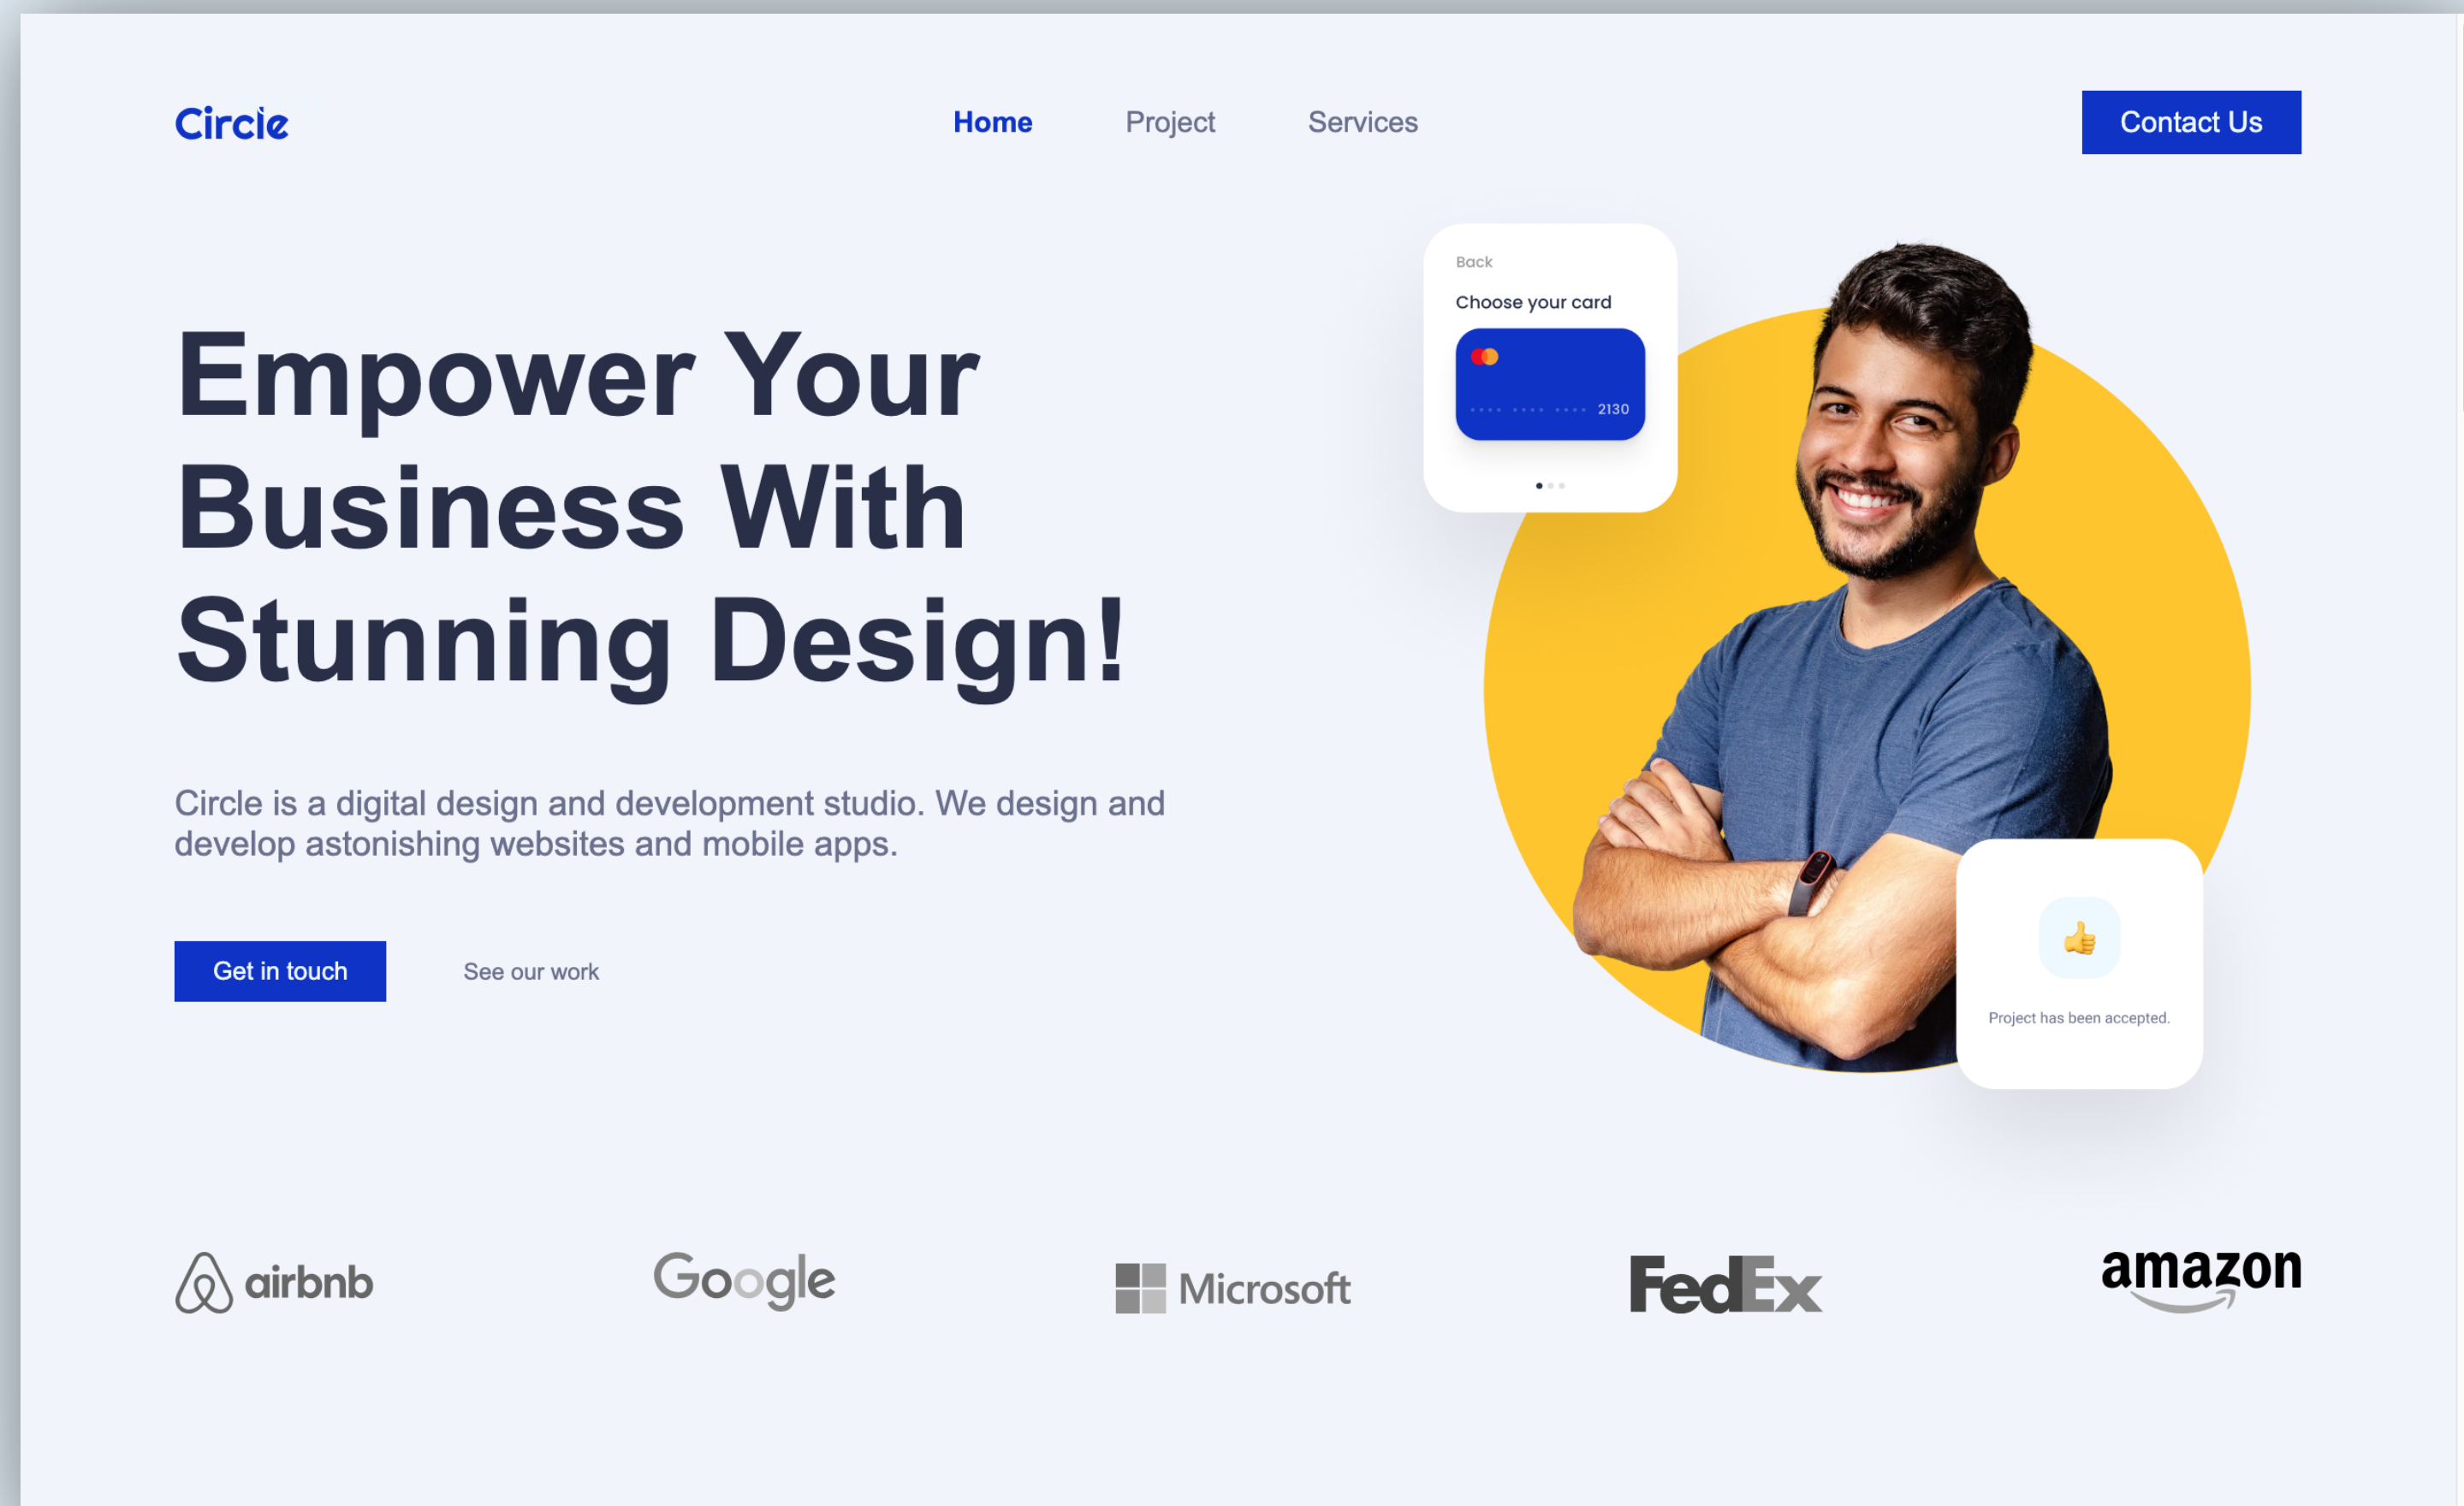 Circle
Home
Project
Services
Contact Us
Back
Choose your card
2130
Empower Your
Business With
Stunning Design!
Circle is a digital design and development studio. We design and
develop astonishing websites and mobile apps.
Get in touch
See our work
Project has been accepted.
airbnb
Google
Microsoft
FedEx
amazon